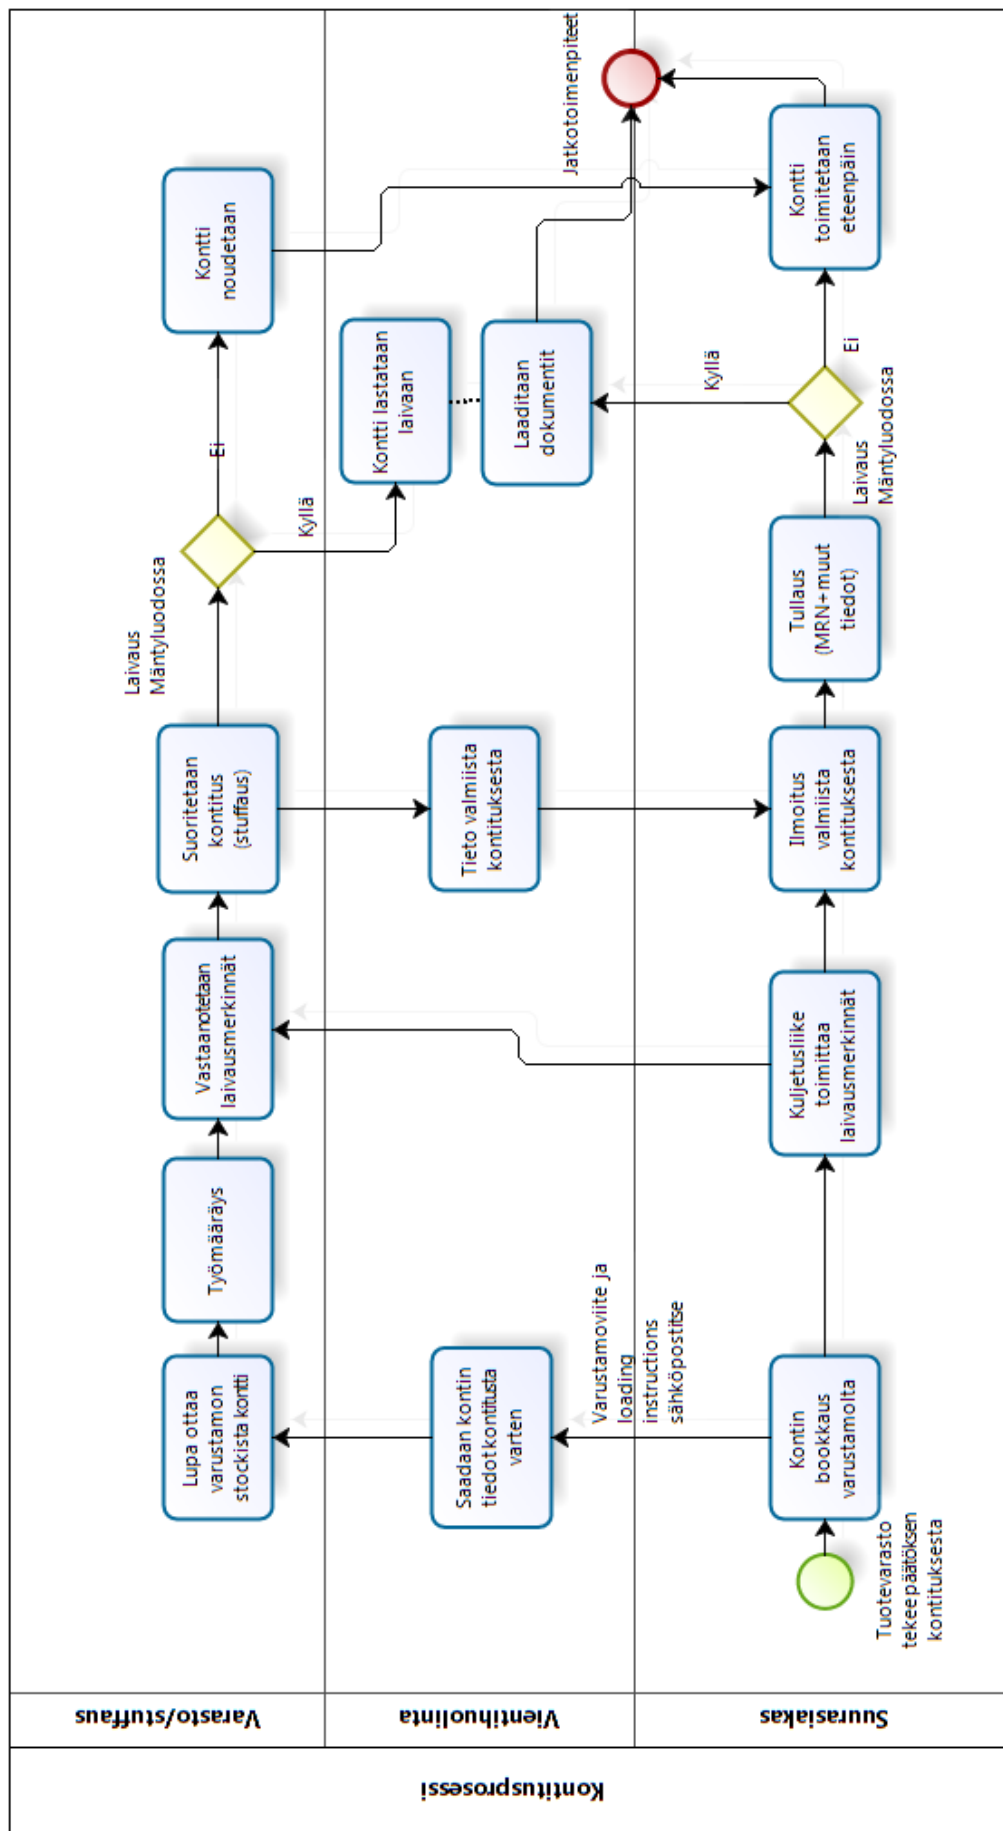 Kontitusprosessi
Varasto/stuffaus
Lupa ottaa
varustamon
stockista kontti
Työmääräys
Vastaanotetaan
laivausmerkinnät
Suoritetaan
kontitus
(stuffaus)
Laivaus
Mäntyluodossa
Ei
Kyllä
Kontti
noudetaan
Vientihuolinta
Saadaan kontin
tiedot kontitusta
varten
Tieto valmiista
kontituksesta
Kontti lastataan
laivaan
Laaditaan
dokumentit
Jatkotoimenpiteet
Varustamoviite ja
loading
instructions
sähköpostitse
Suurasiakas
Tuotevarasto
tekee päätöksen
kontituksesta
Kontin
bookkaus
varustamolta
Kuljetusliike
toimittaa
laivausmerkinnät
Ilmoitus
valmiista
kontituksesta
Tullaus
(MRN+muut
tiedot)
Laivaus
Mäntyluodossa
Kyllä
Ei
Kontti
toimitetaan
eteenpäin